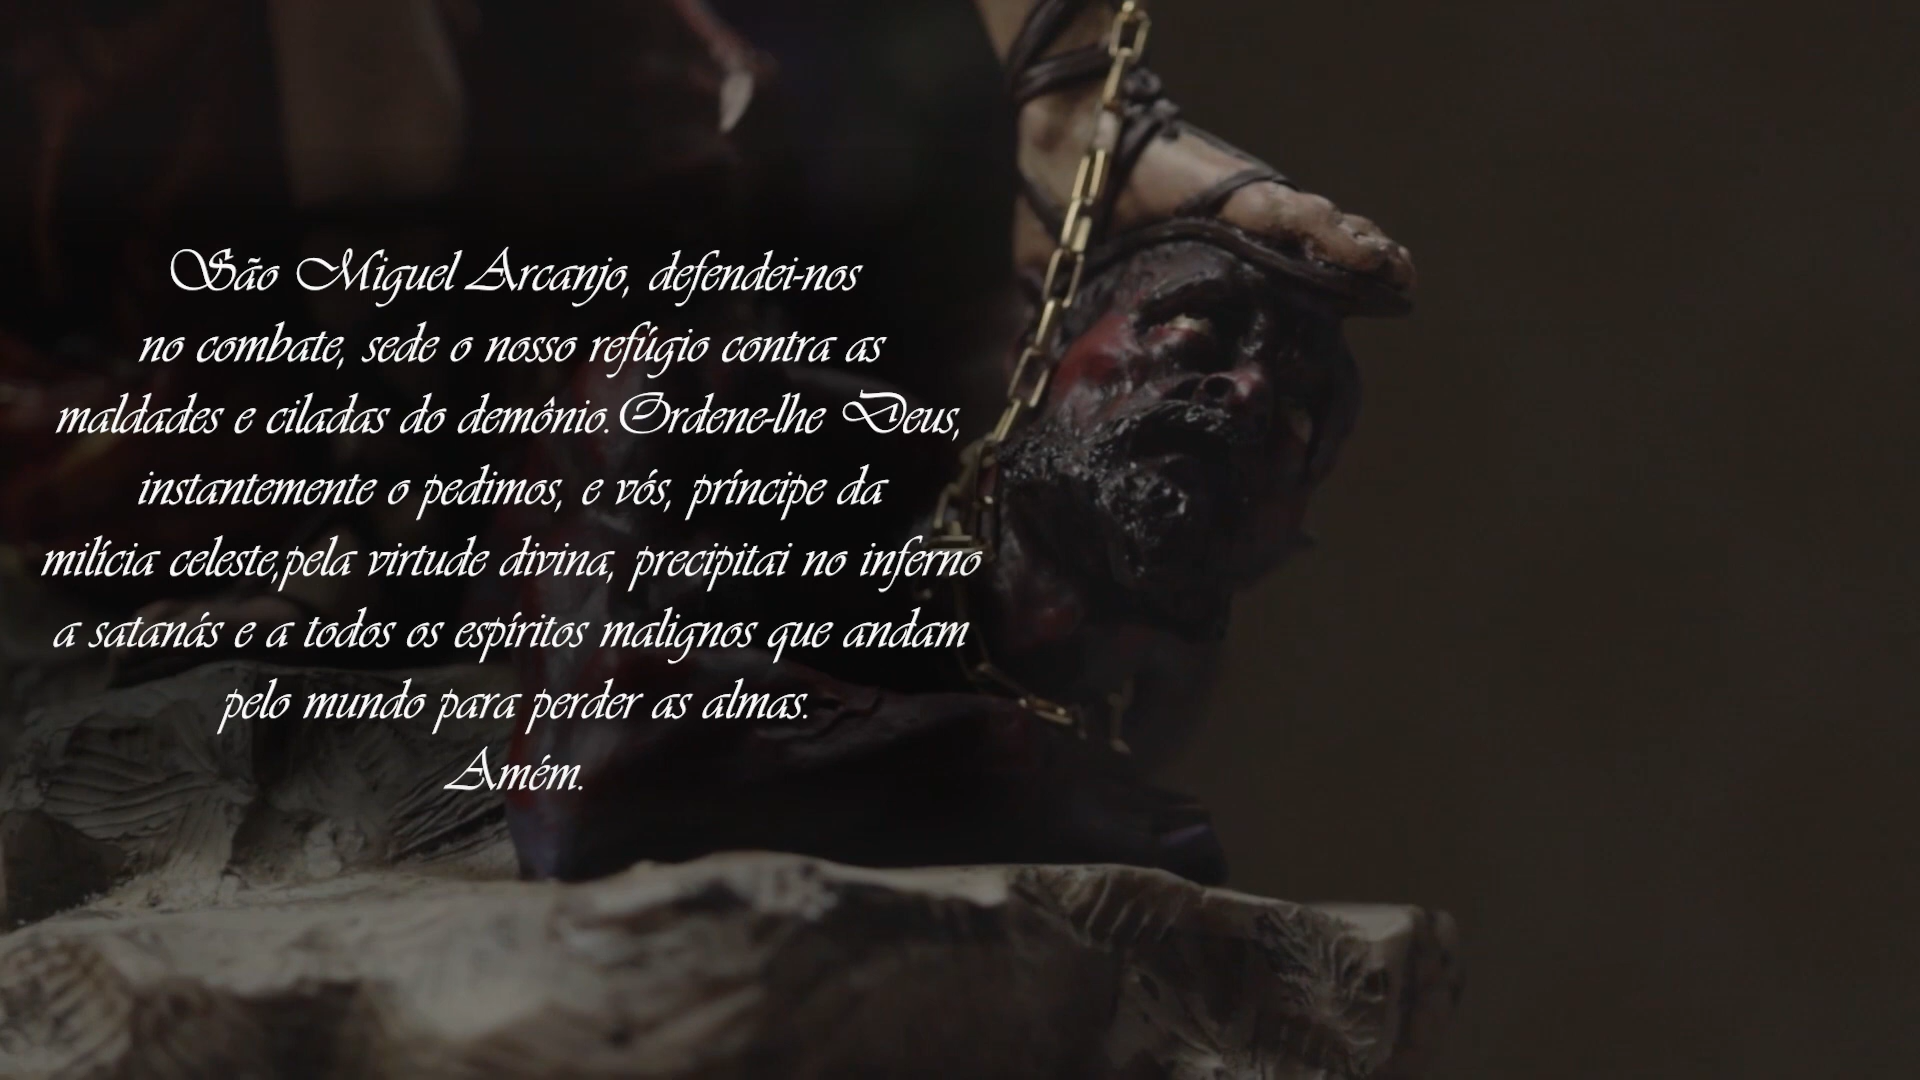 São Miguel Arcanjo, defendei-nos
no combate, sede o nosso refúgio contra as
maldades e ciladas do demônio. Ordene-lhe Deus,
instantemente o pedimos, e vós, príncipe da
milícia celeste,pela virtude divina, precipitai no inferno
a satanás e a todos os espíritos malignos que andam
pelo mundo para perder as almas.
Amém.